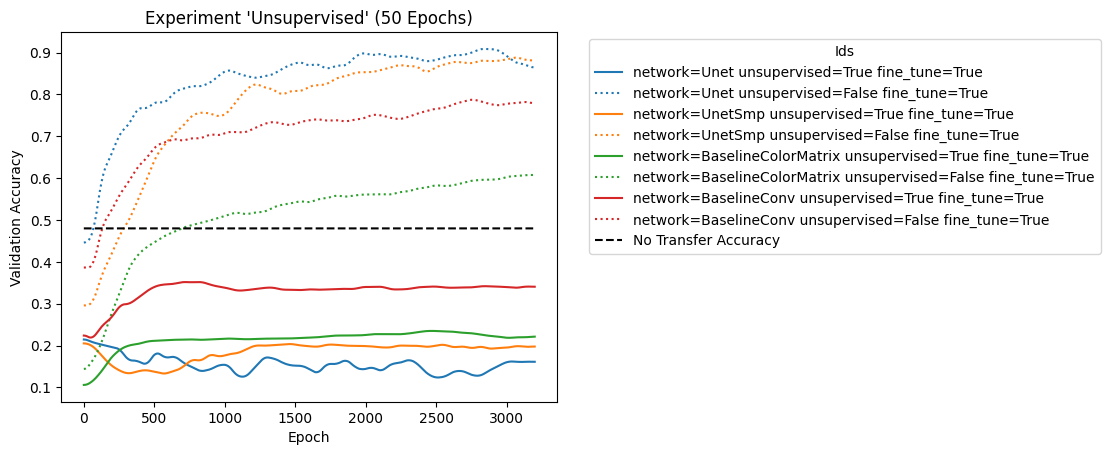 Experiment 'Unsupervised' (50 Epochs)
Validation Accuracy
0.9
0.8
0.7
0.6
0.5
0.4
0.3
0.2
0.1
0
500
1000
1500
2000
2500
3000
Epoch
Ids
network=Unet unsupervised=True fine_tune=True
network=Unet unsupervised=False fine_tune=True
network=UnetSmp unsupervised=True fine_tune=True
network=UnetSmp unsupervised=False fine_tune=True
network=BaselineColorMatrix unsupervised=True fine_tune=True
network=BaselineColorMatrix unsupervised=False fine_tune=True
network=BaselineConv unsupervised=True fine_tune=True
network=BaselineConv unsupervised=False fine_tune=True
No Transfer Accuracy